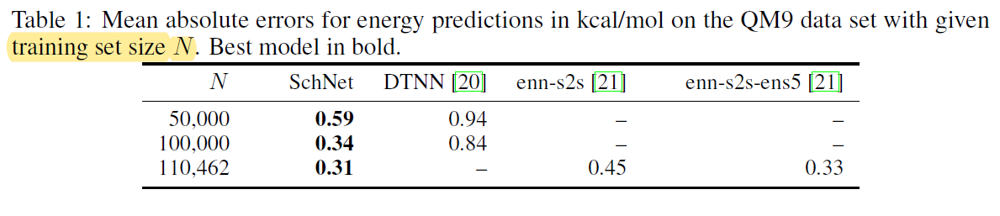 Table 1: Mean absolute errors for energy predictions in kcal/mol on the QM9 data set with given
training set size N. Best model in bold.
N SchNet DTNN [20] enn-s2s [21] enn-s2s-ens5 [21]
50,000 0.59 0.94 – –
100,000 0.34 0.84 – –
110,462 0.31 – 0.45 0.33